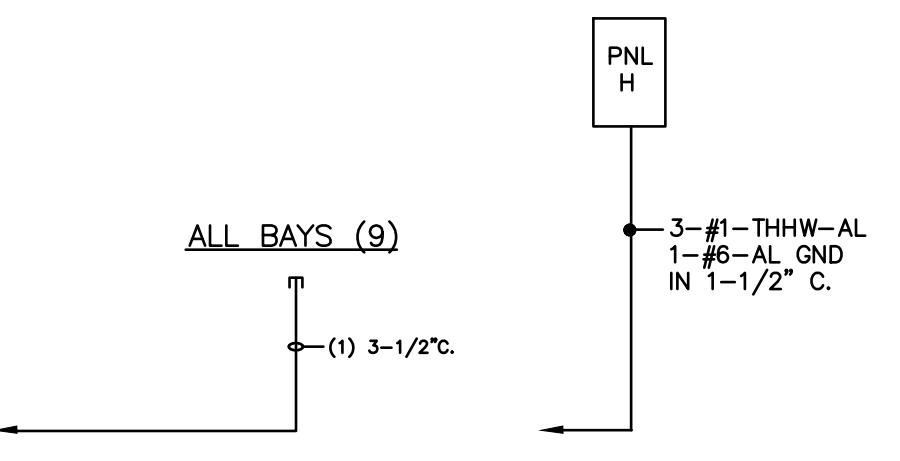 PNL
H
ALL BAYS (9)
3-#1-THHW-AL
1-#6-AL GND
IN 1-1/2" C.
(1) 3-1/2"C.